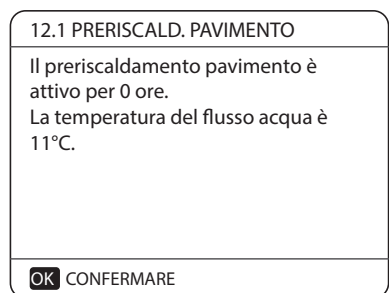 12.1 PRERISCALD. PAVIMENTO
Il preriscaldamento pavimento è
attivo per 0 ore.
La temperatura del flusso acqua è
11°C.
OK CONFERMARE